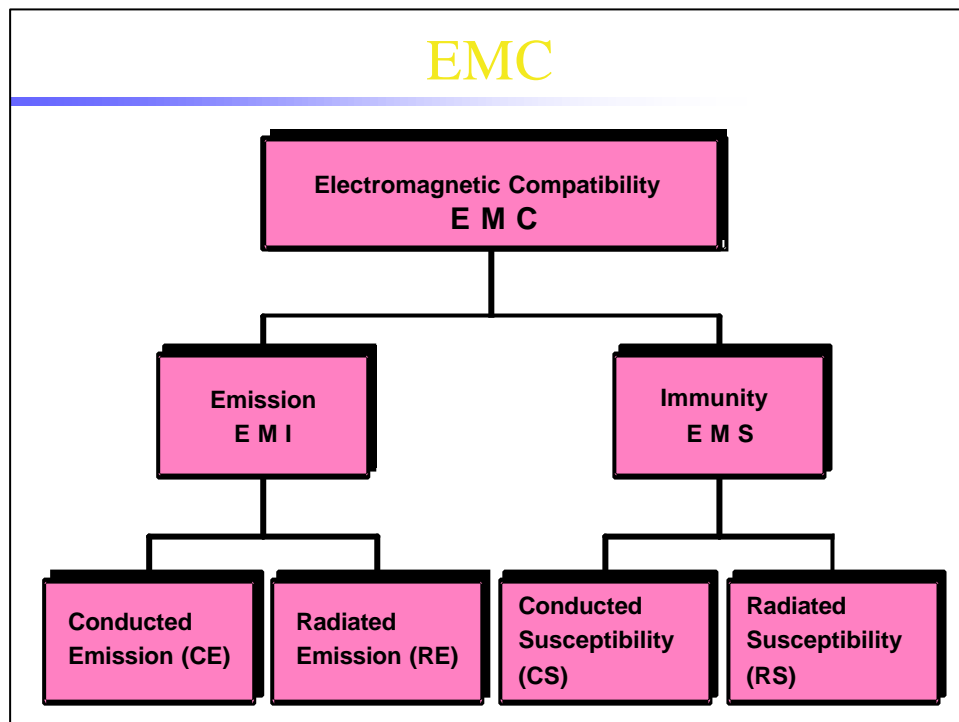 EMC
Electromagnetic Compatibility
E M C
Emission
E M I
Immunity
E M S
Conducted
Emission (CE)
Radiated
Emission (RE)
Conducted
Susceptibility
(CS)
Radiated
Susceptibility
(RS)